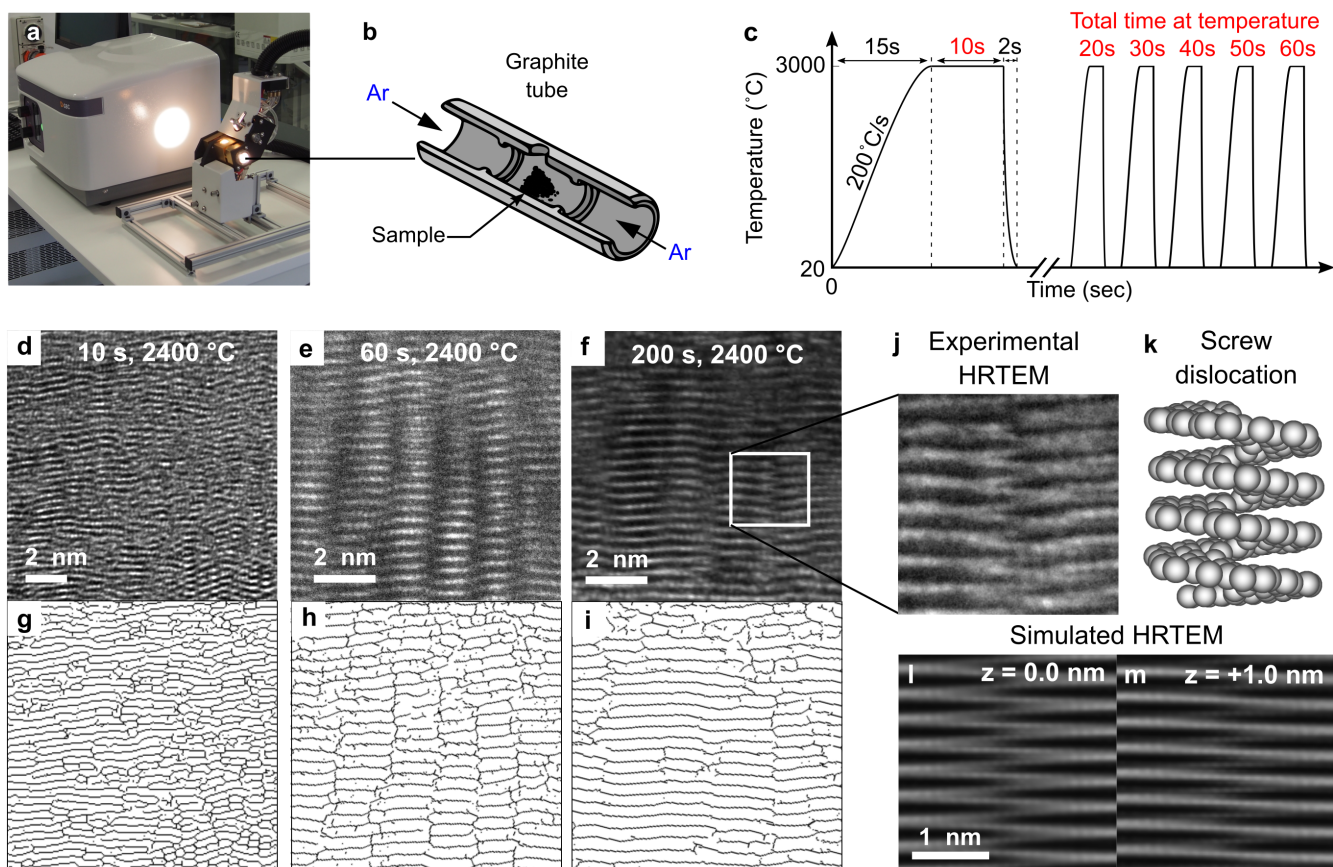 a
b
Graphite
tube
Ar
Sample
Ar
c
Total time at temperature
15s
10s
2s
20s
30s
40s
50s
60s
3000
200˚C/s
Temperature (˚C)
20
0
Time (sec)
d
10 s, 2400 °C
2 nm
e
60 s, 2400 °C
2 nm
f
200 s, 2400 °C
2 nm
j
Experimental
HRTEM
k
Screw
dislocation
g
h
i
Simulated HRTEM
l
z = 0.0 nm
1 nm
m
z = +1.0 nm